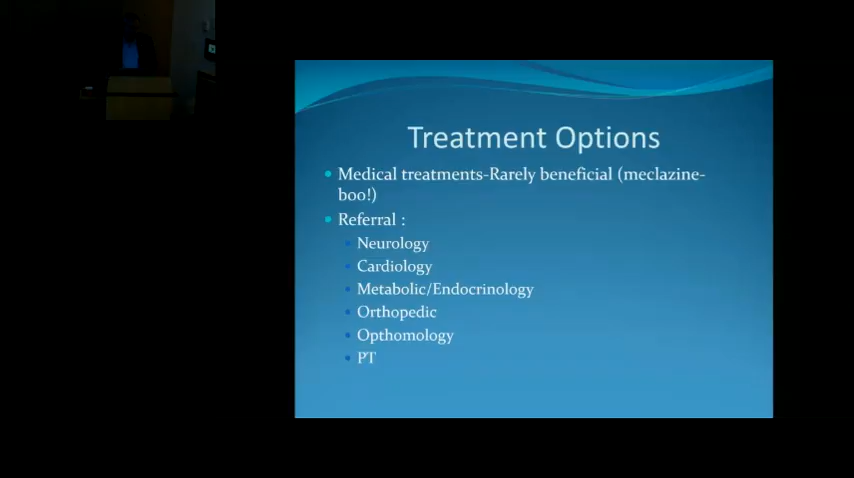 Treatment Options
Medical treatments-Rarely beneficial (meclazine-
boo!)
Referral :
Neurology
Cardiology
Metabolic/Endocrinology
Orthopedic
Opthomology
PT